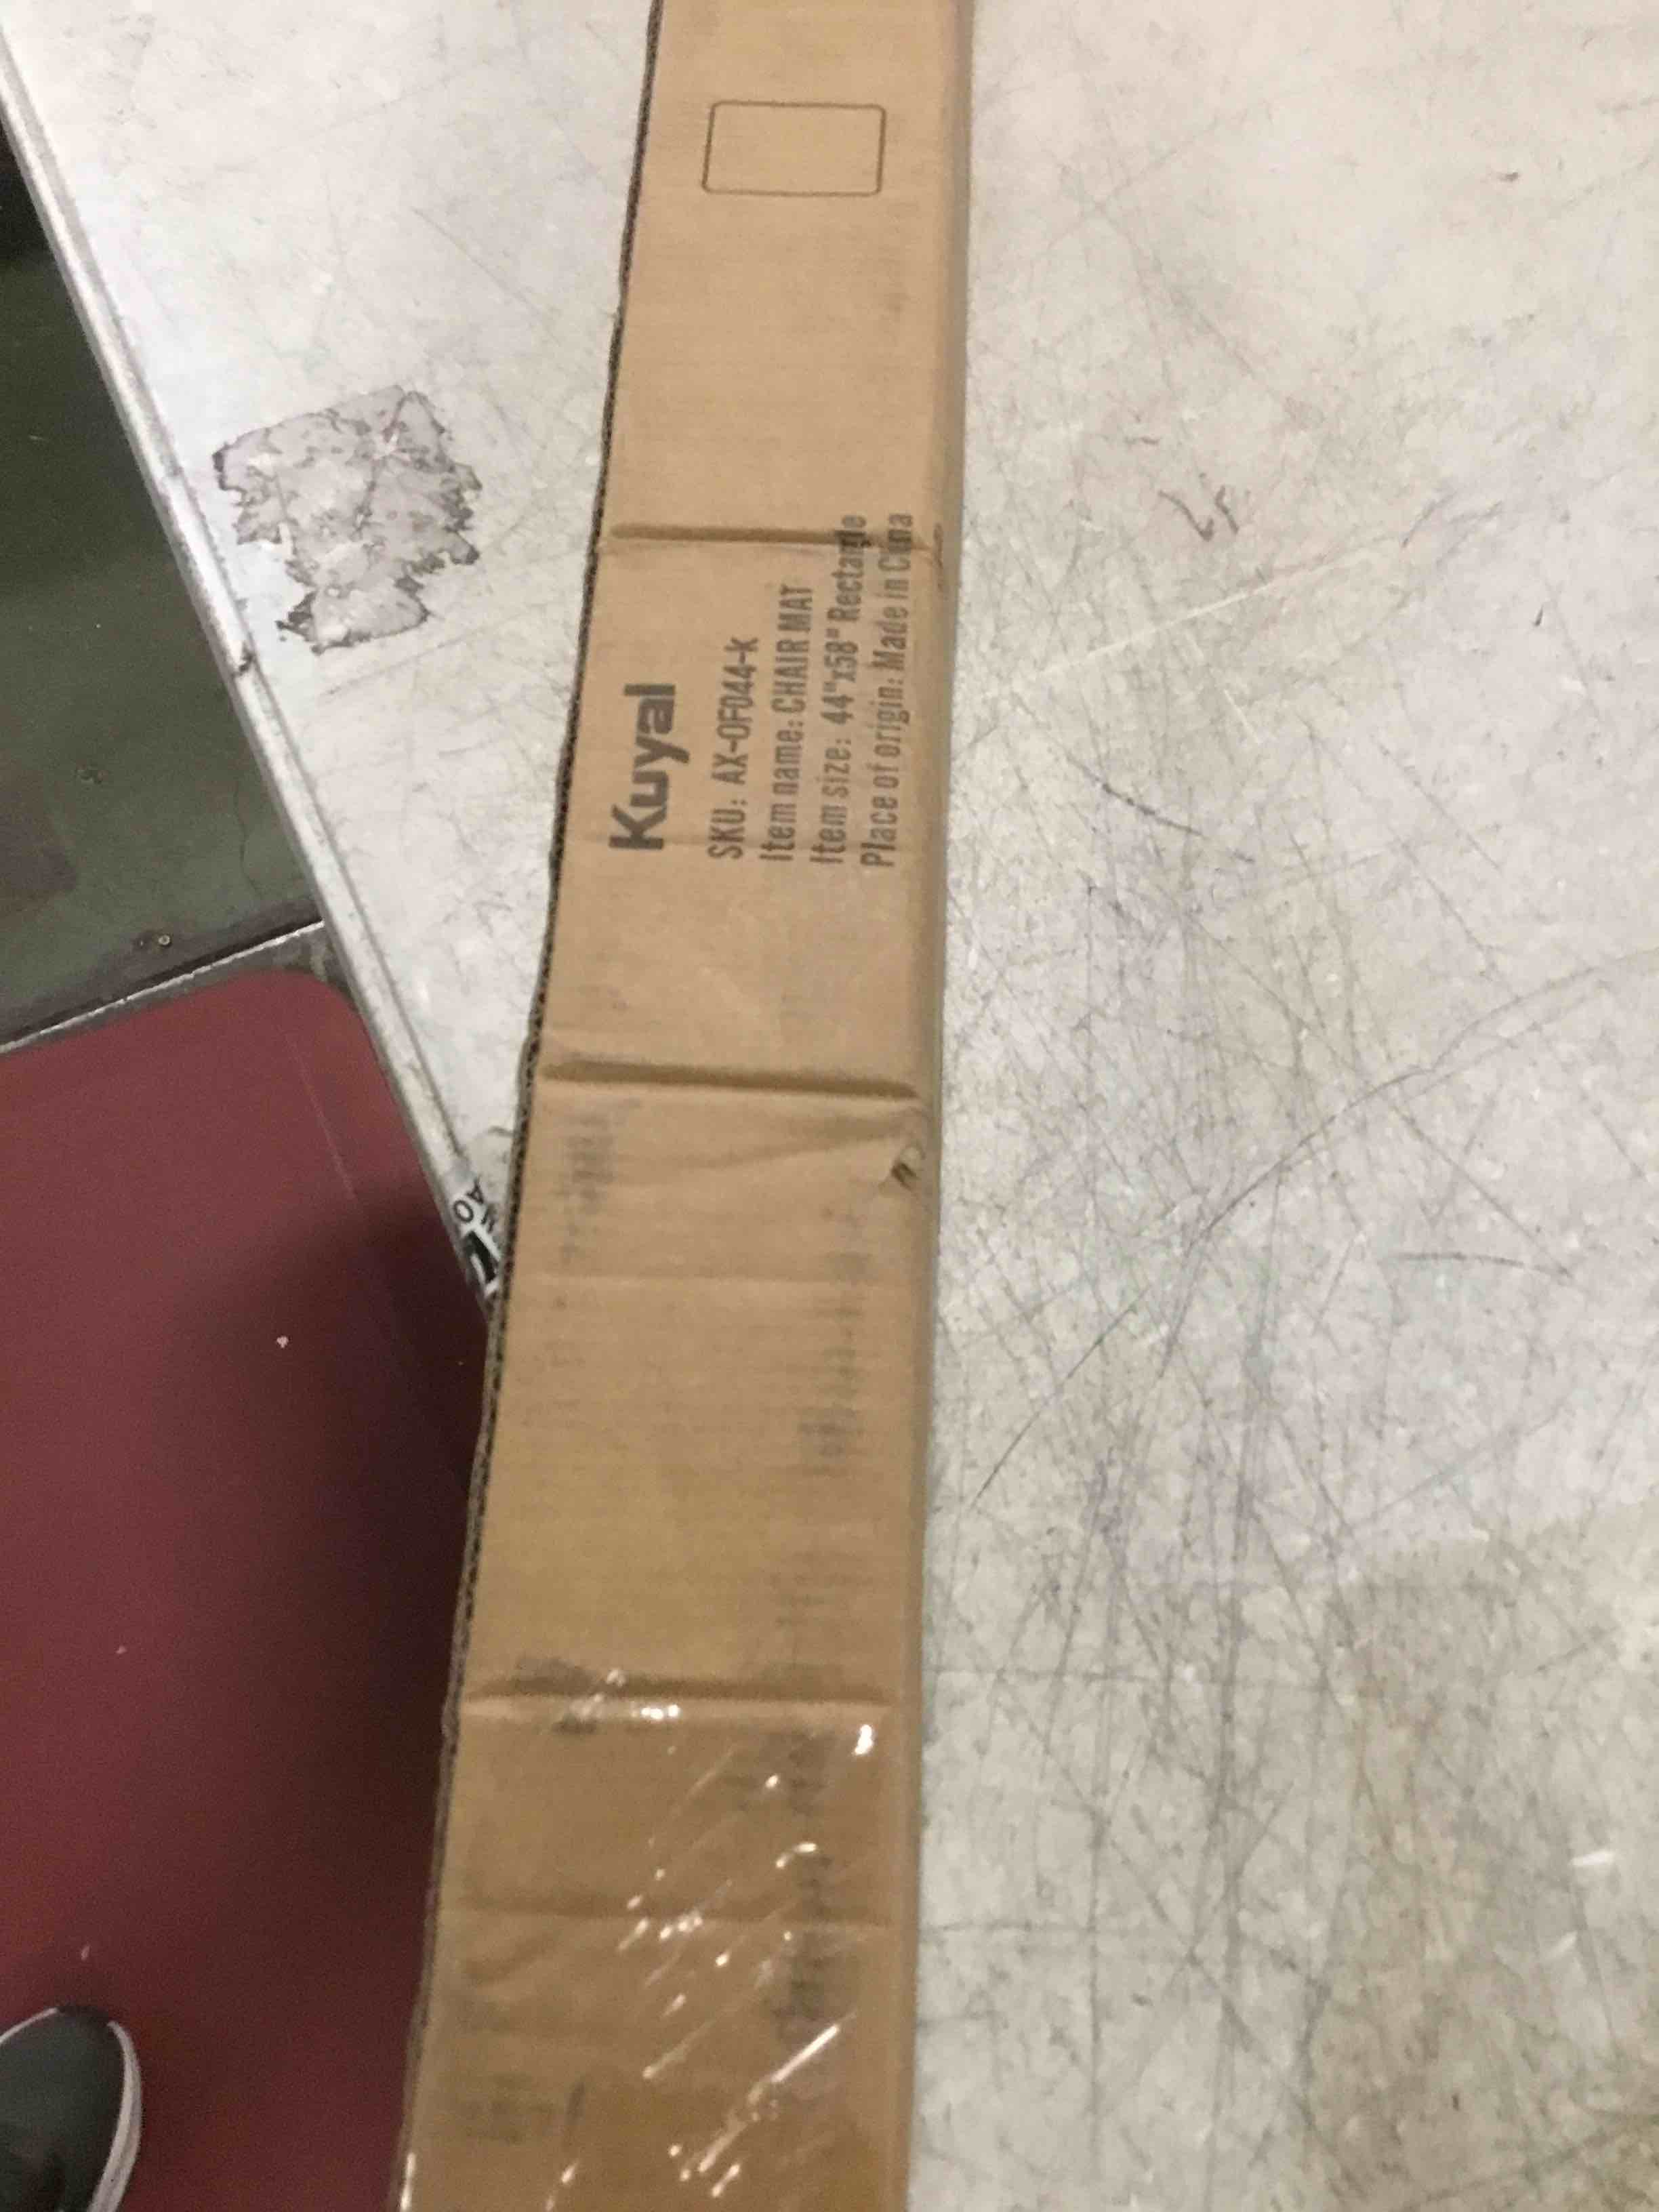 Kuyal
SKU: AX-OF044-k
Item name: CHAIR MAT
Item size: 44"x58" Rectangle
Place of origin: Made in China